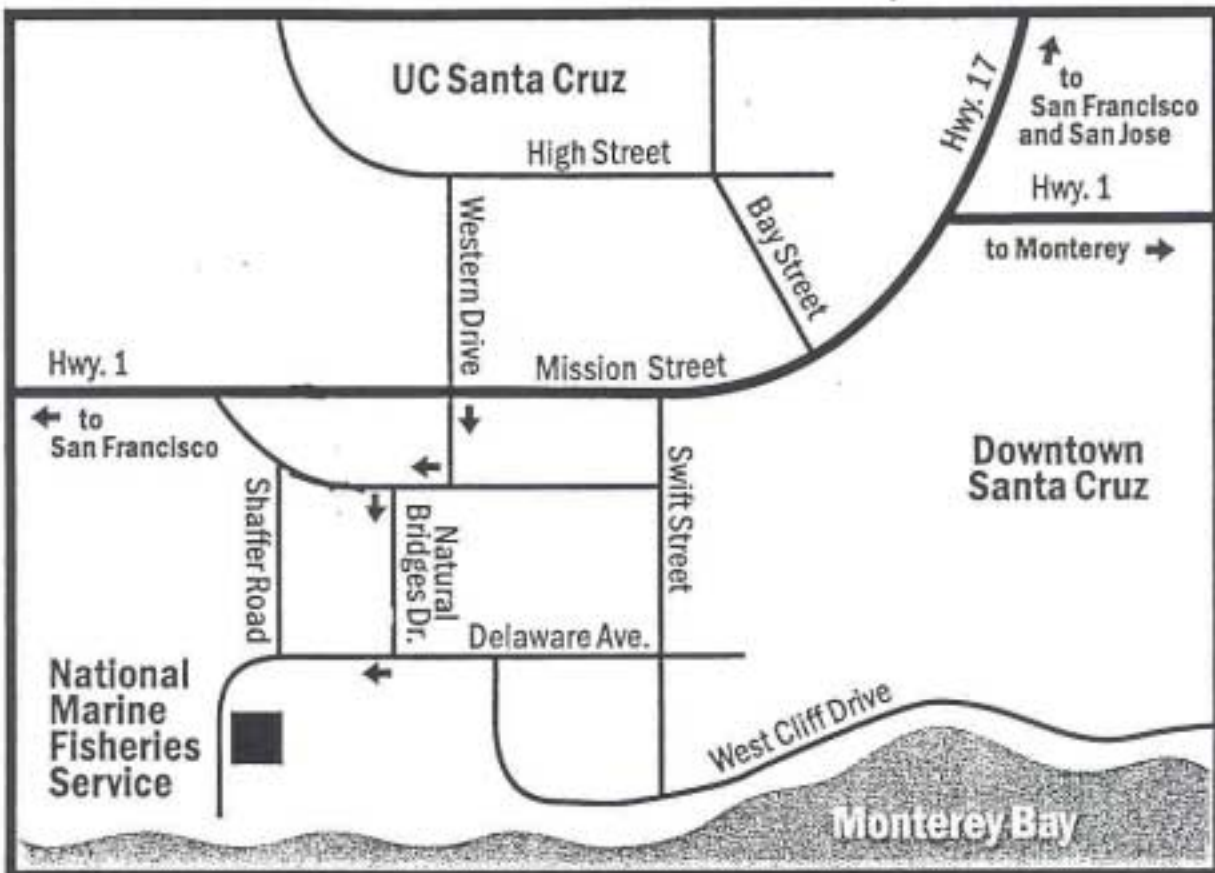 UC Santa Cruz
High Street
Hwy. 17
to
San Francisco
and San Jose
Hwy. 1
to Monterey
Western Drive
Bay Street
Hwy. 1
Mission Street
to
San Francisco
Downtown
Santa Cruz
Shaffer Road
Natural
Bridges Dr.
Swift Street
Delaware Ave.
National
Marine
Fisheries
Service
West Cliff Drive
Monterey Bay